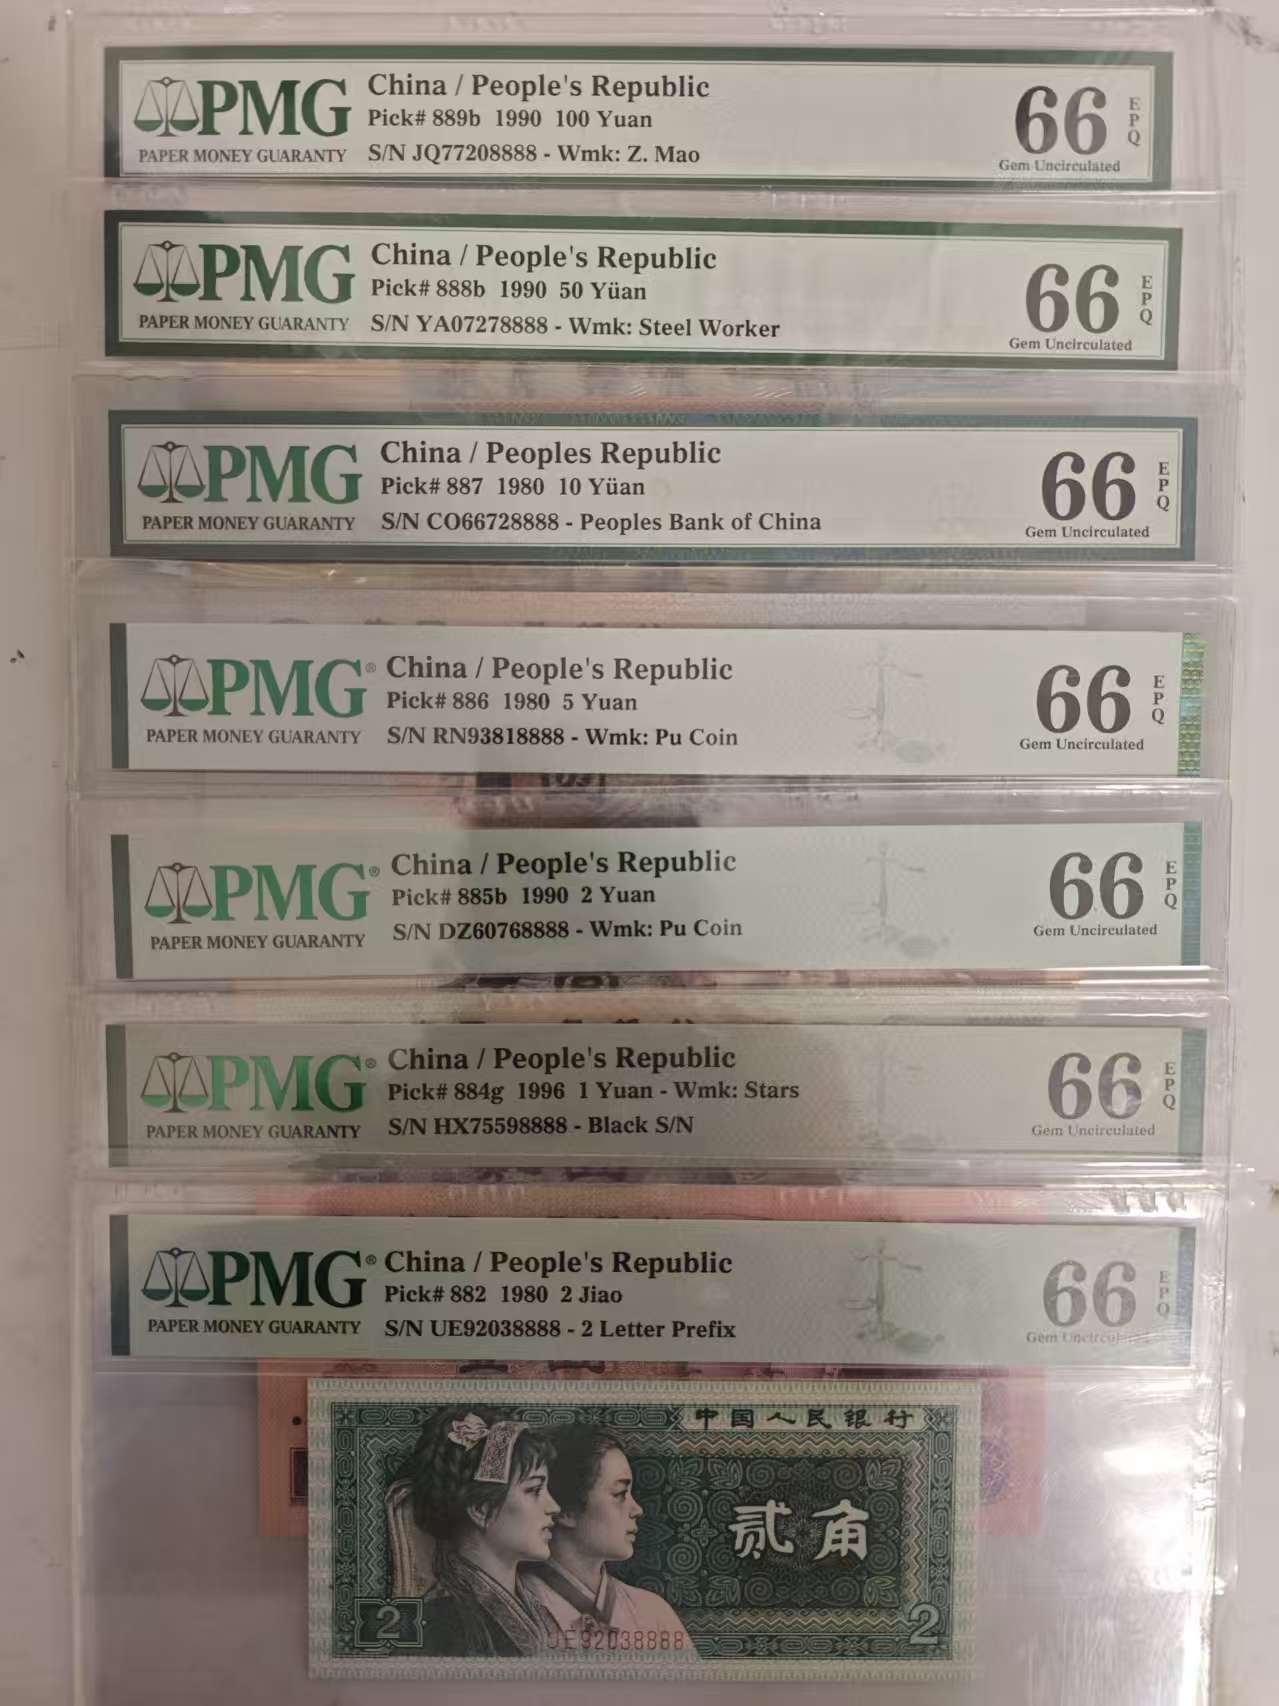 PMG
PAPER MONEY GUARANTY
China / People's Republic
Pick# 889b 1990 100 Yuan
S/N JQ77208888 - Wmk: Z. Mao
66
EPQ
Gem Uncirculated
PMG
PAPER MONEY GUARANTY
China / People's Republic
Pick# 888b 1990 50 Yüan
S/N YA07278888 - Wmk: Steel Worker
66
EPQ
Gem Uncirculated
PMG
PAPER MONEY GUARANTY
China / Peoples Republic
Pick# 887 1980 10 Yüan
S/N CO66728888 - Peoples Bank of China
66
EPQ
Gem Uncirculated
PMG®
PAPER MONEY GUARANTY
China / People's Republic
Pick# 886 1980 5 Yuan
S/N RN93818888 - Wmk: Pu Coin
66
EPQ
Gem Uncirculated
PMG®
PAPER MONEY GUARANTY
China / People's Republic
Pick# 885b 1990 2 Yuan
S/N DZ60768888 - Wmk: Pu Coin
66
EPQ
Gem Uncirculated
PMG®
PAPER MONEY GUARANTY
China / People's Republic
Pick# 884g 1996 1 Yuan - Wmk: Stars
S/N HX75598888 - Black S/N
66
EPQ
Gem Uncirculated
PMG®
PAPER MONEY GUARANTY
China / People's Republic
Pick# 882 1980 2 Jiao
S/N UE92038888 - 2 Letter Prefix
66
EPQ
Gem Uncirculated
中国人民银行
贰角
2
UE92038888
2